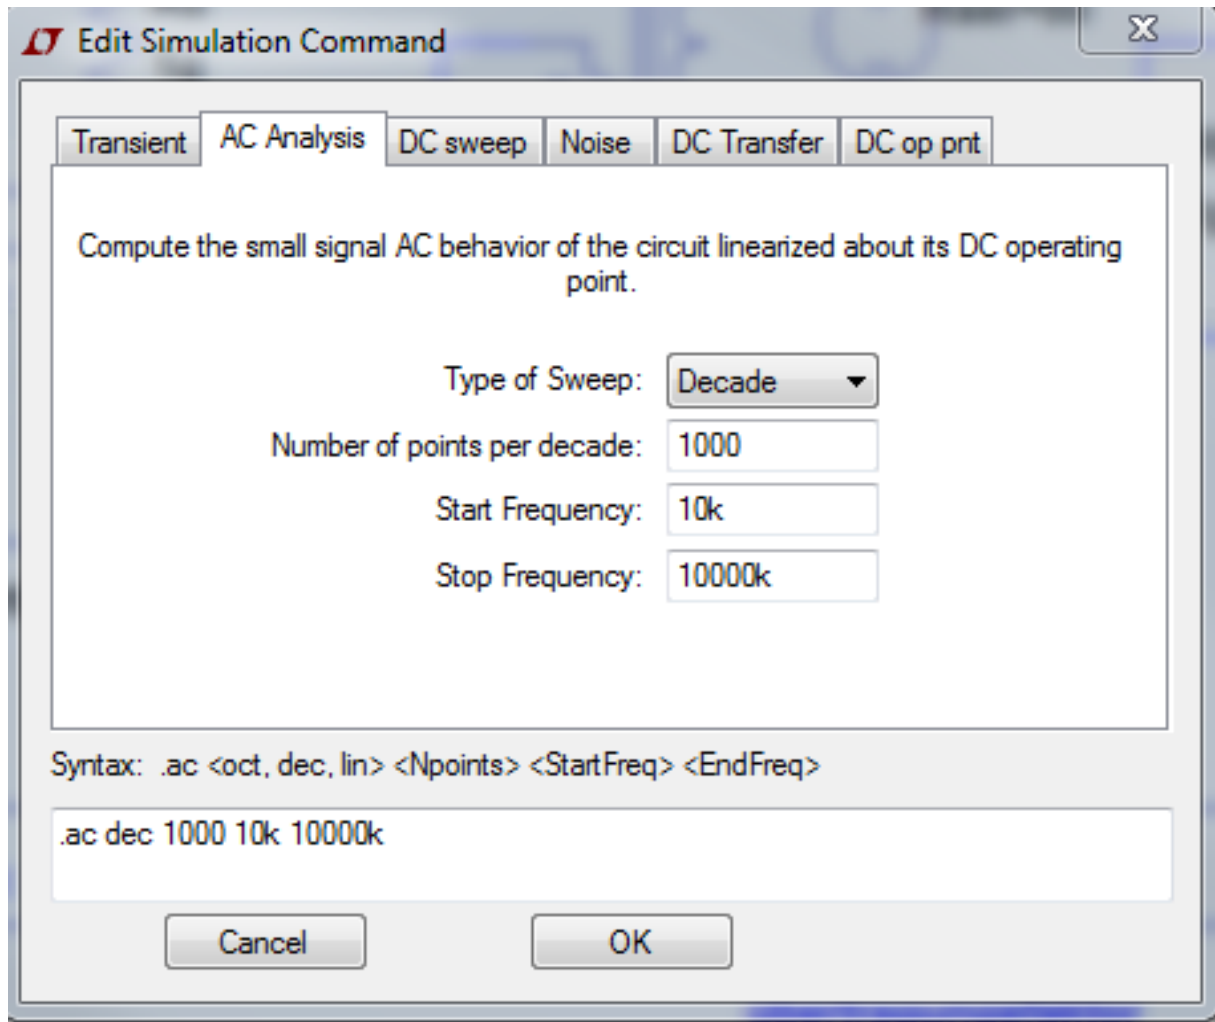 Edit Simulation Command
Transient AC Analysis DC sweep Noise DC Transfer DC op pnt
Compute the small signal AC behavior of the circuit linearized about its DC operating
point.
Type of Sweep: Decade
Number of points per decade: 1000
Start Frequency: 10k
Stop Frequency: 10000k
Syntax: .ac <oct, dec, lin> <Npoints> <StartFreq> <EndFreq>
.ac dec 1000 10k 10000k
Cancel OK